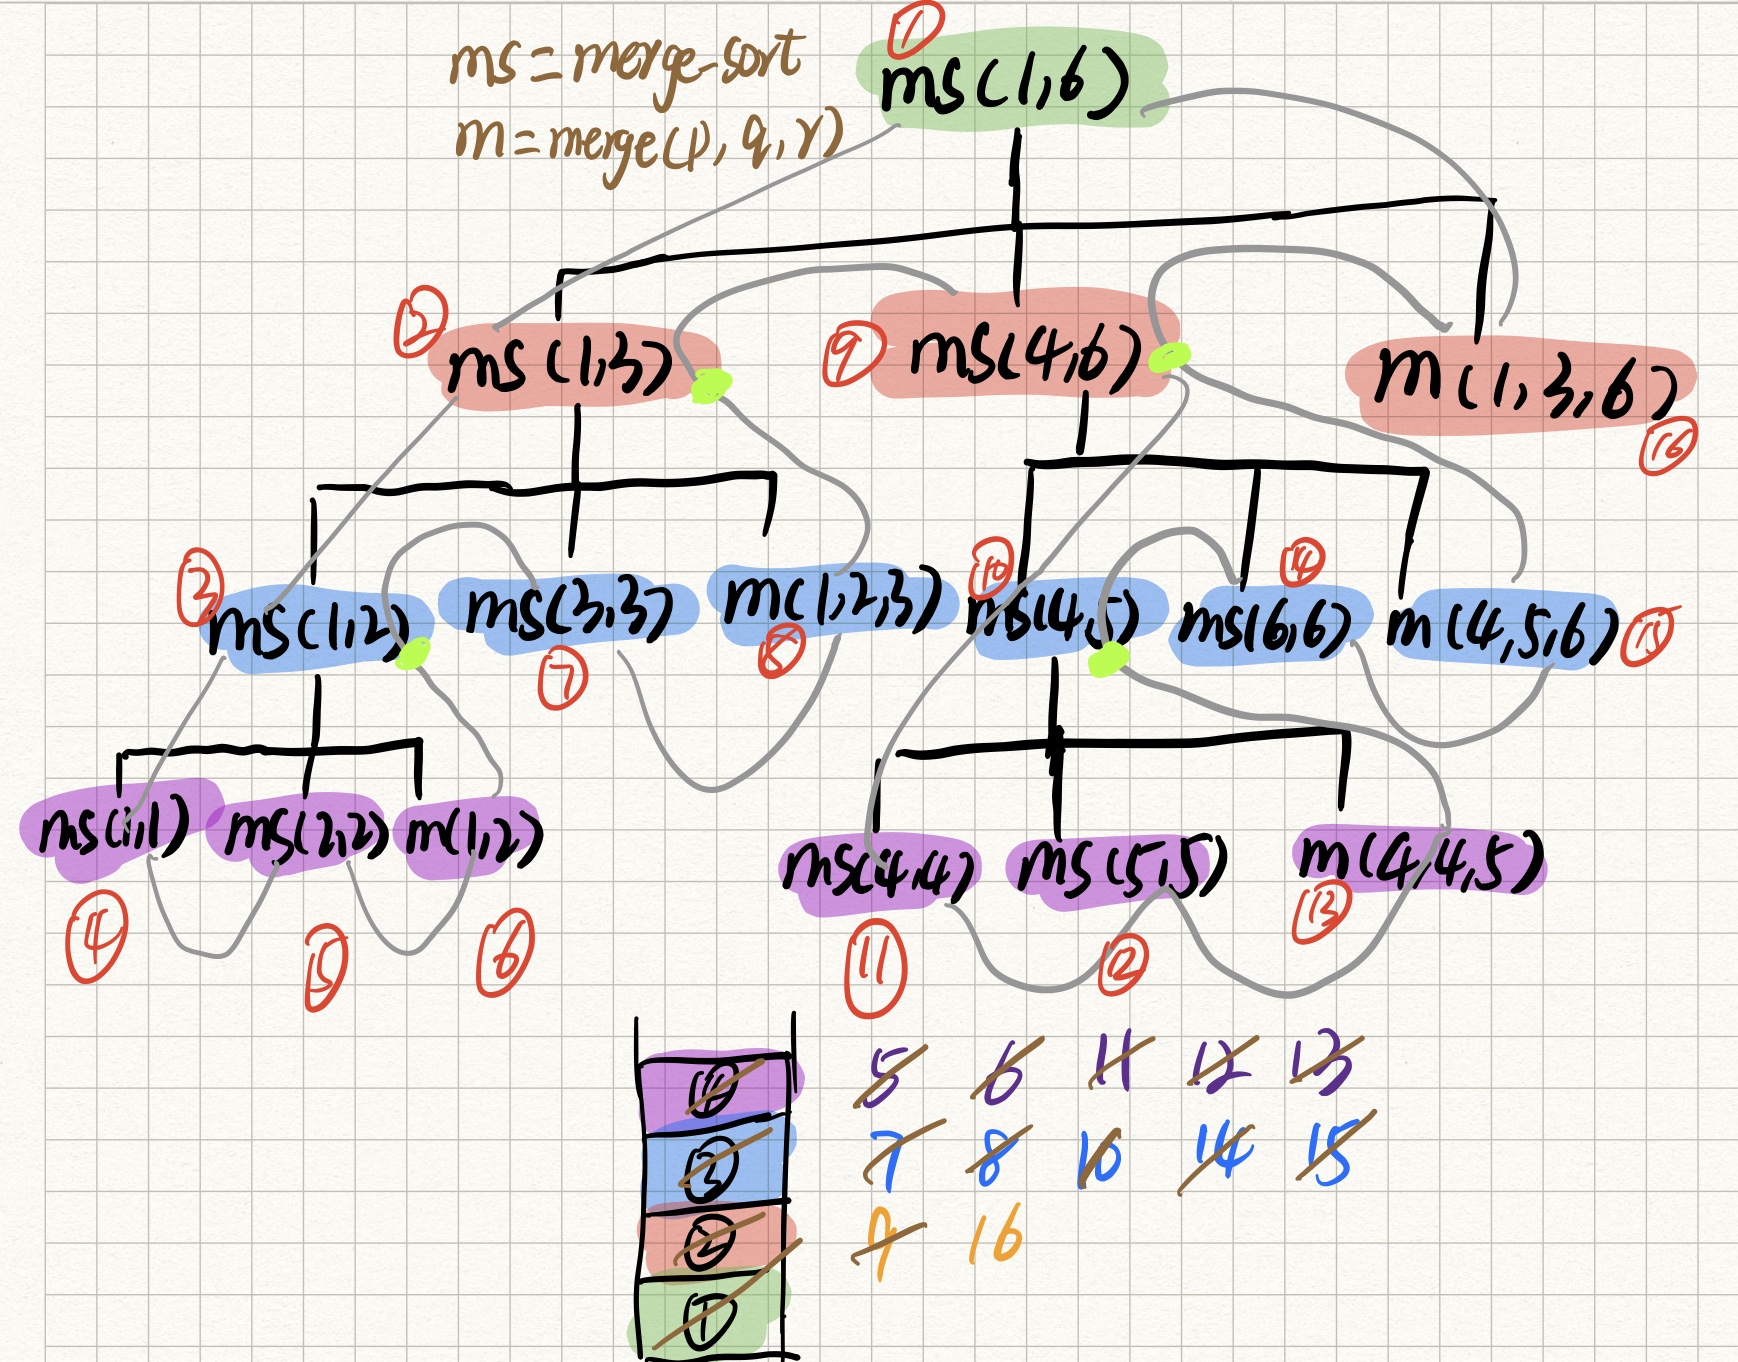 ①
ms = merge-sort
ms(1,6)
m = merge(p, q, r)
②
ms(1,3)
⑨
ms(4,6)
m(1,3,6)
⑯
③
ms(1,2)
ms(3,3)
m(1,2,3)
⑩
ms(4,5)
⑭
ms(6,6)
m(4,5,6)
⑮
⑦
⑧
ms(1,1)
ms(2,2)
m(1,2)
ms(4,4)
ms(5,5)
m(4,4,5)
④
⑤
⑥
⑪
⑫
⑬
④ 5 6 11 12 13
③ 7 8 10 14 15
② 9 16
①